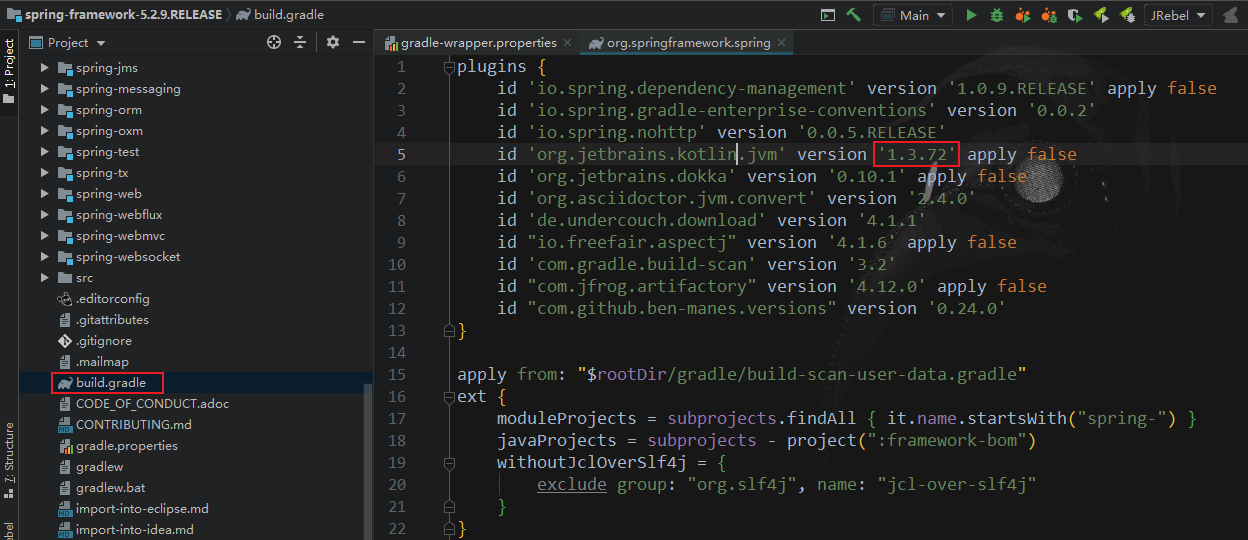 spring-framework-5.2.9.RELEASE 〉 build.gradle
Main
JRebel
1: Project
Project
gradle-wrapper.properties
org.springframework.spring
spring-jms
spring-messaging
spring-orm
spring-oxm
spring-test
spring-tx
spring-web
spring-webflux
spring-webmvc
spring-websocket
src
.editorconfig
.gitattributes
.gitignore
.mailmap
build.gradle
CODE_OF_CONDUCT.adoc
CONTRIBUTING.md
gradle.properties
gradlew
gradlew.bat
import-into-eclipse.md
import-into-idea.md
7: Structure
1 plugins {
2 id 'io.spring.dependency-management' version '1.0.9.RELEASE' apply false
3 id 'io.spring.gradle-enterprise-conventions' version '0.0.2'
4 id 'io.spring.nohttp' version '0.0.5.RELEASE'
5 id 'org.jetbrains.kotlin.jvm' version '1.3.72' apply false
6 id 'org.jetbrains.dokka' version '0.10.1' apply false
7 id 'org.asciidoctor.jvm.convert' version '2.4.0'
8 id 'de.undercouch.download' version '4.1.1'
9 id "io.freefair.aspectj" version '4.1.6' apply false
10 id 'com.gradle.build-scan' version '3.2'
11 id "com.jfrog.artifactory" version '4.12.0' apply false
12 id "com.github.ben-manes.versions" version '0.24.0'
13 }
14
15 apply from: "$rootDir/gradle/build-scan-user-data.gradle"
16 ext {
17 moduleProjects = subprojects.findAll { it.name.startsWith("spring-") }
18 javaProjects = subprojects - project(":framework-bom")
19 withoutJclOverSlf4j = {
20 exclude group: "org.slf4j", name: "jcl-over-slf4j"
21 }
22 }